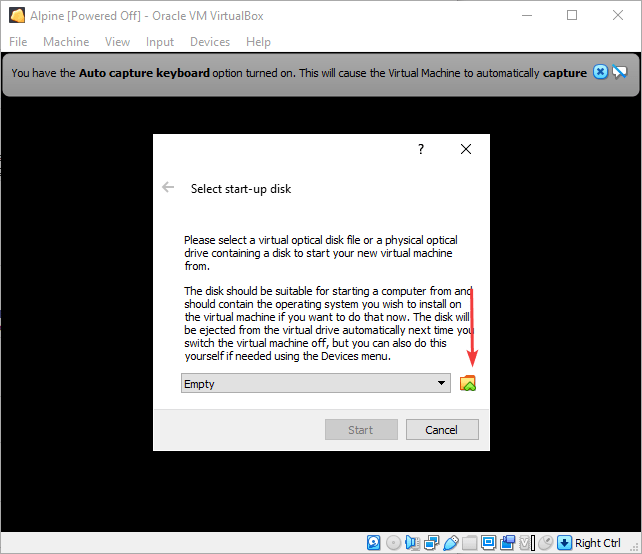 Alpine [Powered Off] - Oracle VM VirtualBox
File Machine View Input Devices Help
You have the Auto capture keyboard option turned on. This will cause the Virtual Machine to automatically capture
?
Select start-up disk
Please select a virtual optical disk file or a physical optical
drive containing a disk to start your new virtual machine
from.
The disk should be suitable for starting a computer from and
should contain the operating system you wish to install on
the virtual machine if you want to do that now. The disk will
be ejected from the virtual drive automatically next time you
switch the virtual machine off, but you can also do this
yourself if needed using the Devices menu.
Empty
Start Cancel
Right Ctrl